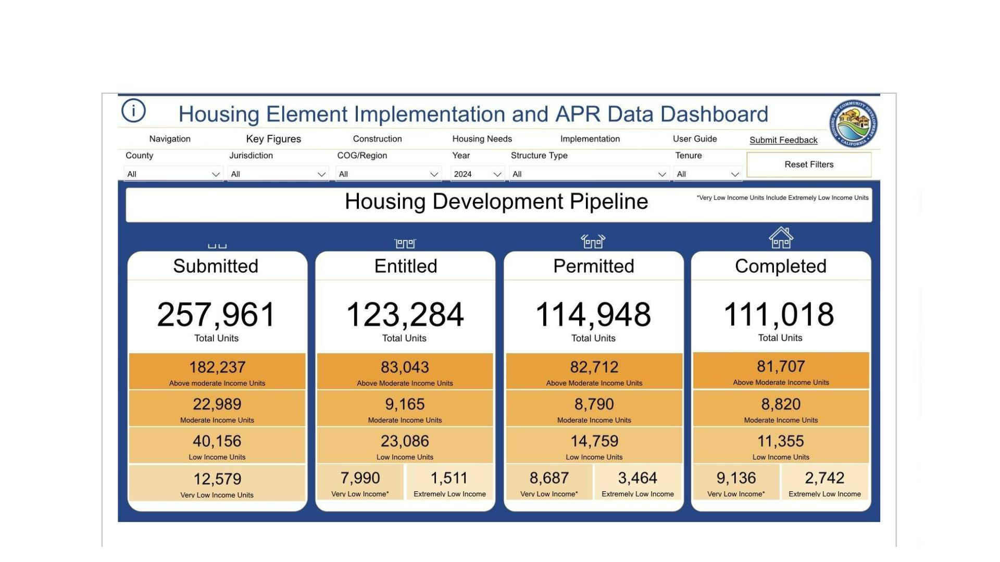 i
Housing Element Implementation and APR Data Dashboard
HOUSING AND COMMUNITY DEVELOPMENT
• CALIFORNIA •
Navigation Key Figures Construction Housing Needs Implementation User Guide Submit Feedback
County Jurisdiction COG/Region Year Structure Type Tenure
Reset Filters
All All All 2024 All All
Housing Development Pipeline
*Very Low Income Units Include Extremely Low Income Units
Submitted
257,961
Total Units
182,237
Above moderate Income Units
22,989
Moderate Income Units
40,156
Low Income Units
12,579
Very Low Income Units
Entitled
123,284
Total Units
83,043
Above Moderate Income Units
9,165
Moderate Income Units
23,086
Low Income Units
7,990
Very Low Income*
1,511
Extremely Low Income
Permitted
114,948
Total Units
82,712
Above Moderate Income Units
8,790
Moderate Income Units
14,759
Low Income Units
8,687
Very Low Income*
3,464
Extremely Low Income
Completed
111,018
Total Units
81,707
Above Moderate Income Units
8,820
Moderate Income Units
11,355
Low Income Units
9,136
Very Low Income*
2,742
Extremely Low Income